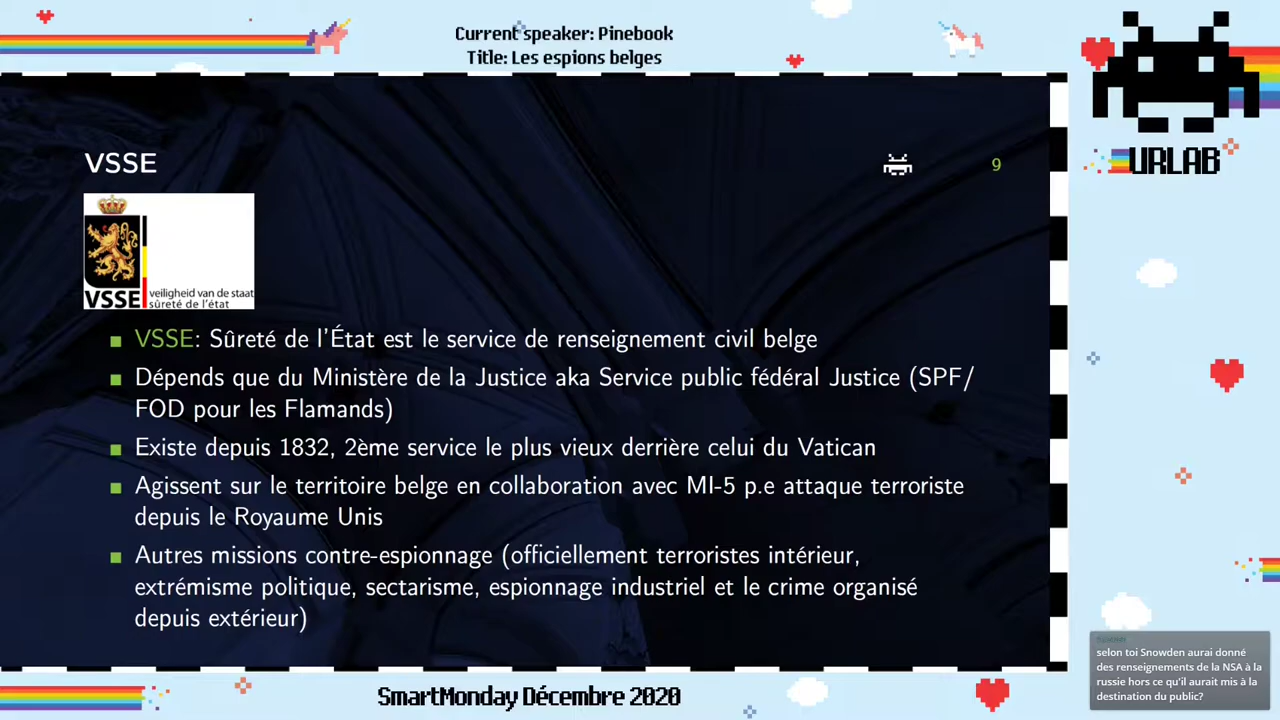 Current speaker: Pinebook
Title: Les espions belges
URLAB
VSSE
9
VSSE
veiligheid van de staat
sûreté de l'état
VSSE: Sûreté de l'État est le service de renseignement civil belge
Dépends que du Ministère de la Justice aka Service public fédéral Justice (SPF/
FOD pour les Flamands)
Existe depuis 1832, 2ème service le plus vieux derrière celui du Vatican
Agissent sur le territoire belge en collaboration avec MI-5 p.e attaque terroriste
depuis le Royaume Unis
Autres missions contre-espionnage (officiellement terroristes intérieur,
extrémisme politique, sectarisme, espionnage industriel et le crime organisé
depuis extérieur)
selon toi Snowden aurai donné
des renseignements de la NSA à la
russie hors ce qu'il aurait mis à la
destination du public?
SmartMonday Décembre 2020